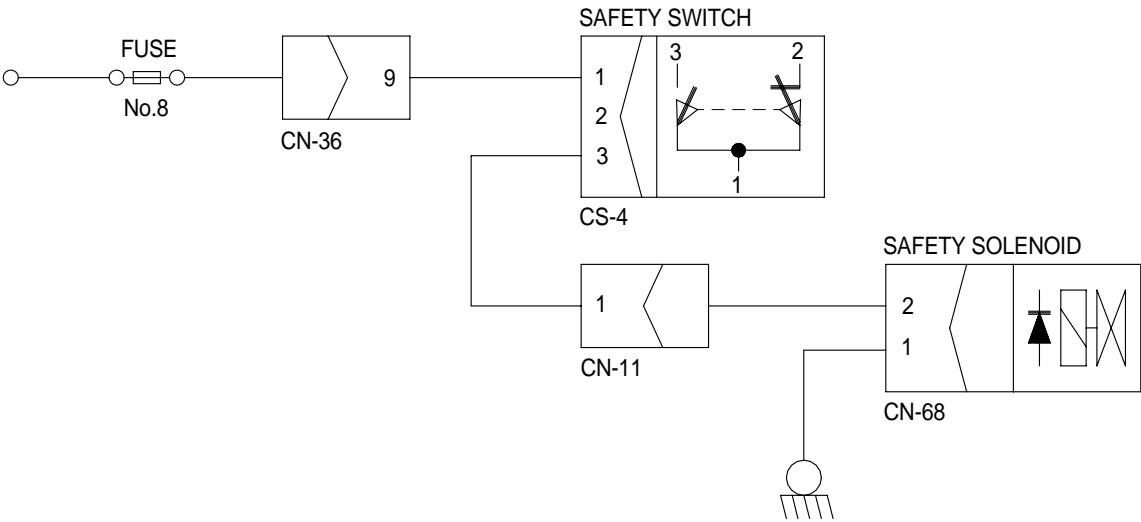 SAFETY SWITCH
FUSE
No.8
9
CN-36
1
2
3
3 2
1
CS-4
SAFETY SOLENOID
1
CN-11
2
1
CN-68